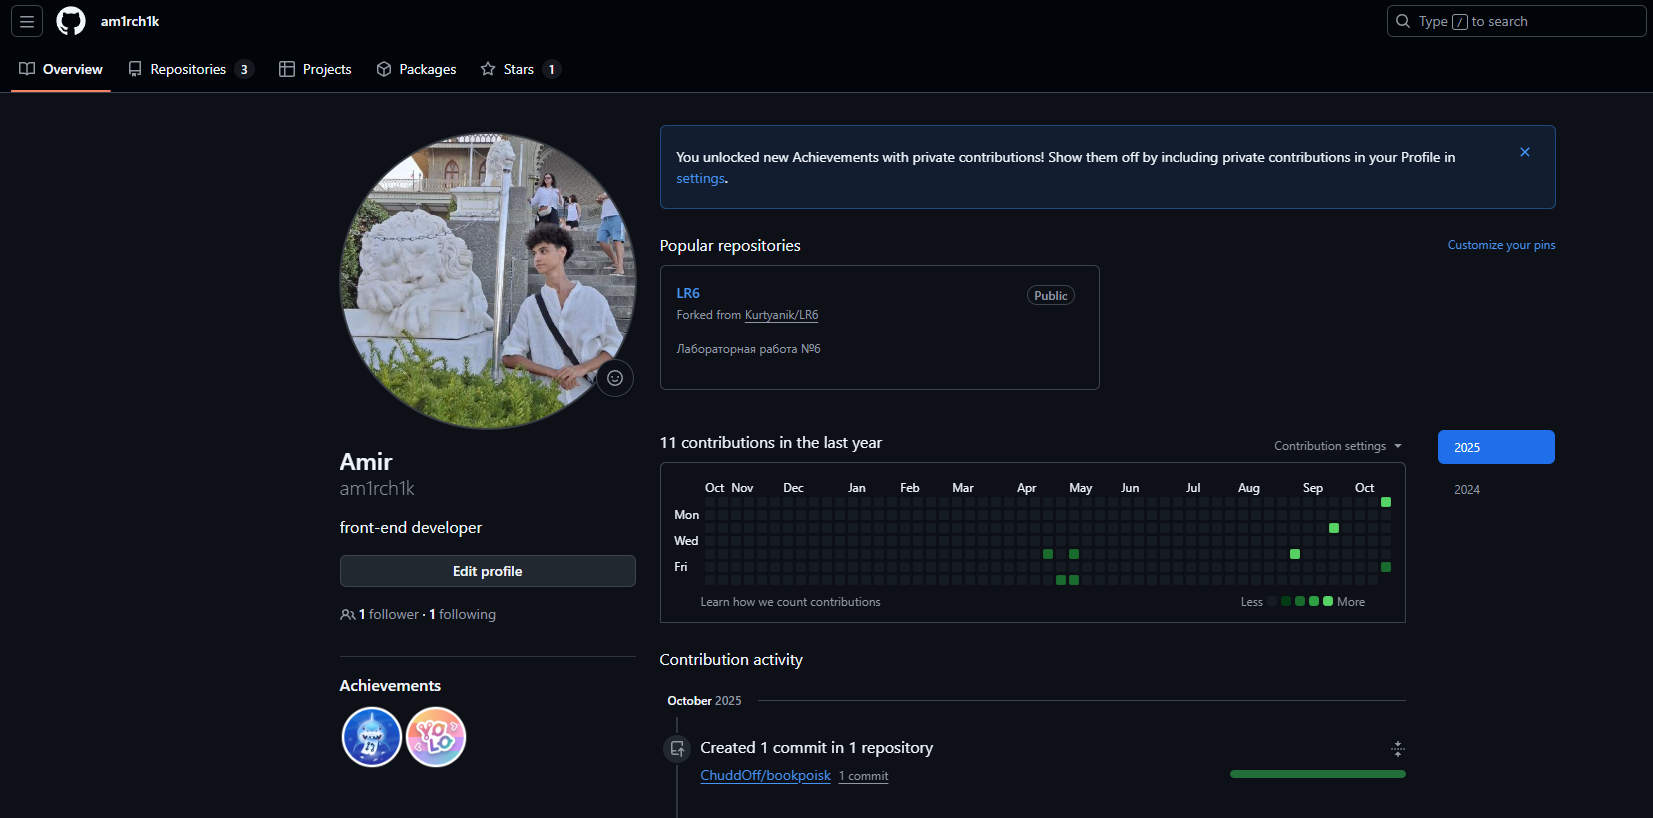 am1rch1k
Type / to search
Overview
Repositories 3
Projects
Packages
Stars 1
You unlocked new Achievements with private contributions! Show them off by including private contributions in your Profile in
settings.
Popular repositories
Customize your pins
LR6
Public
Forked from Kurtyanik/LR6
Лабораторная работа №6
Amir
am1rch1k
front-end developer
Edit profile
1 follower · 1 following
Achievements
YOLO
11 contributions in the last year
Contribution settings
2025
2024
Oct Nov Dec Jan Feb Mar Apr May Jun Jul Aug Sep Oct
Mon
Wed
Fri
Learn how we count contributions
Less More
Contribution activity
October 2025
Created 1 commit in 1 repository
ChuddOff/bookpoisk 1 commit